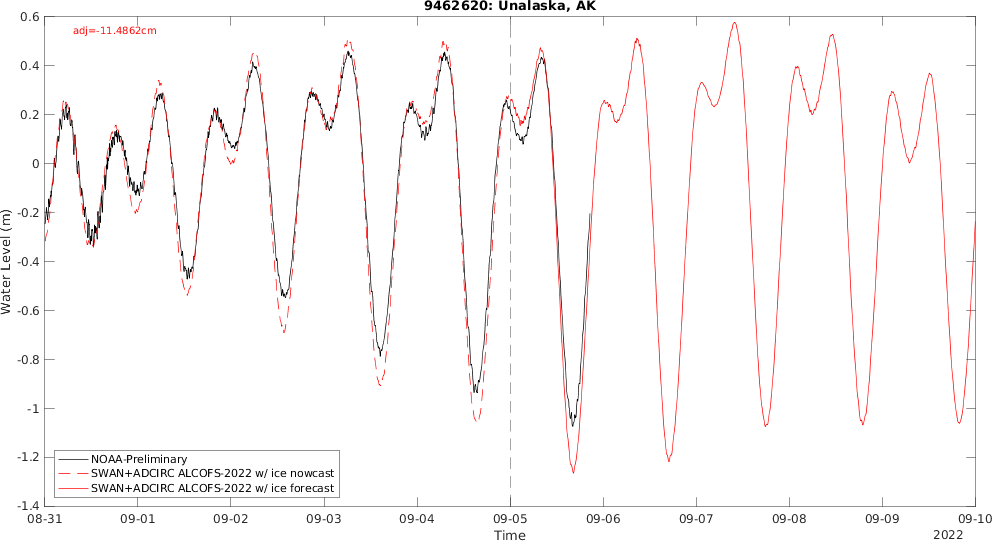 9462620: Unalaska, AK
adj=-11.4862cm
0.6
0.4
0.2
0
-0.2
-0.4
-0.6
-0.8
-1
-1.2
-1.4
Water Level (m)
NOAA-Preliminary
SWAN+ADCIRC ALCOFS-2022 w/ ice nowcast
SWAN+ADCIRC ALCOFS-2022 w/ ice forecast
08-31 09-01 09-02 09-03 09-04 09-05 09-06 09-07 09-08 09-09 09-10
Time
2022